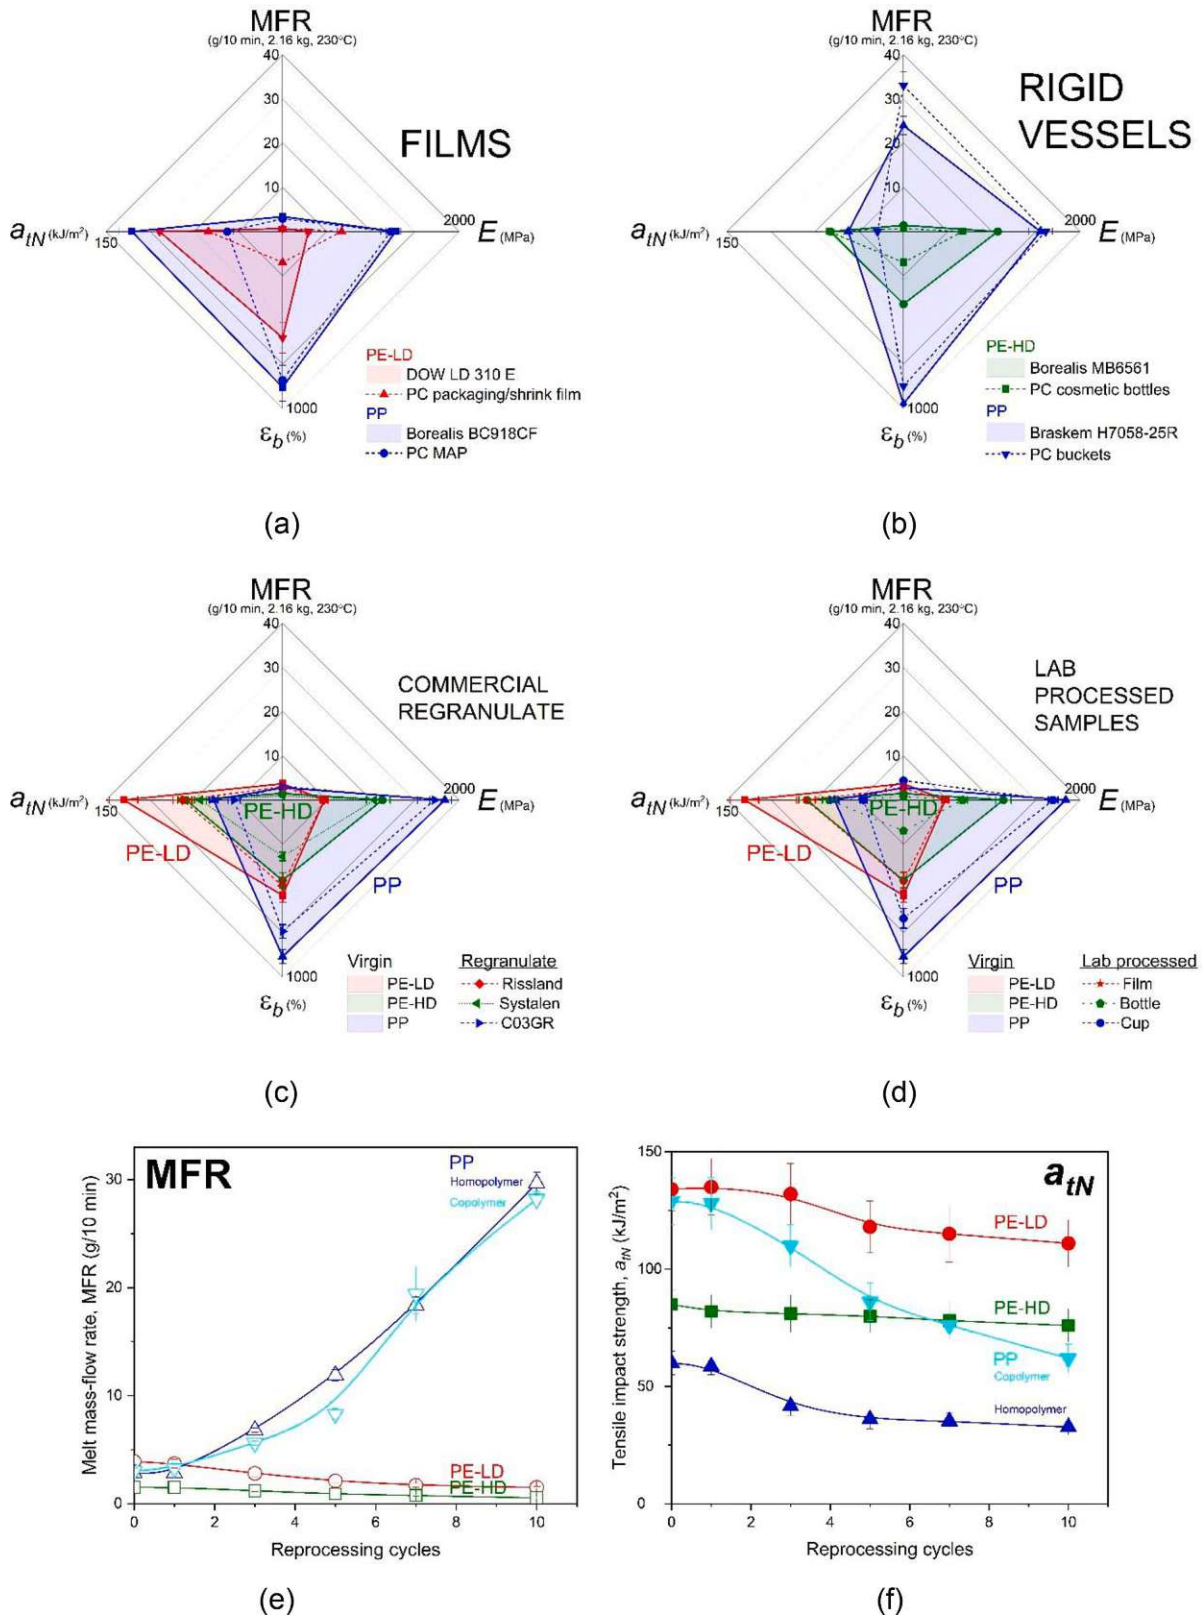 MFR
(g/10 min, 2.16 kg, 230°C)
40
30
20
10
FILMS
a_tN (kJ/m²)
150
2000
E (MPa)
1000
ε_b (%)
PE-LD
DOW LD 310 E
PC packaging/shrink film
PP
Borealis BC918CF
PC MAP
(a)
MFR
(g/10 min, 2.16 kg, 230°C)
40
30
20
10
RIGID
VESSELS
a_tN (kJ/m²)
150
2000
E (MPa)
1000
ε_b (%)
PE-HD
Borealis MB6561
PC cosmetic bottles
PP
Braskem H7058-25R
PC buckets
(b)
MFR
(g/10 min, 2.16 kg, 230°C)
40
30
20
10
COMMERCIAL
REGRANULATE
a_tN (kJ/m²)
150
2000
E (MPa)
PE-HD
PE-LD
PP
1000
ε_b (%)
Virgin
PE-LD
PE-HD
PP
Regranulate
Rissland
Systalen
C03GR
(c)
MFR
(g/10 min, 2.16 kg, 230°C)
40
30
20
10
LAB
PROCESSED
SAMPLES
a_tN (kJ/m²)
150
2000
E (MPa)
PE-HD
PE-LD
PP
1000
ε_b (%)
Virgin
PE-LD
PE-HD
PP
Lab processed
Film
Bottle
Cup
(d)
MFR
PP
Homopolymer
Copolymer
PE-LD
PE-HD
Melt mass-flow rate, MFR (g/10 min)
30
20
10
0
0 2 4 6 8 10
Reprocessing cycles
(e)
a_tN
PE-LD
PE-HD
PP
Copolymer
Homopolymer
Tensile impact strength, a_tN (kJ/m²)
150
100
50
0
0 2 4 6 8 10
Reprocessing cycles
(f)